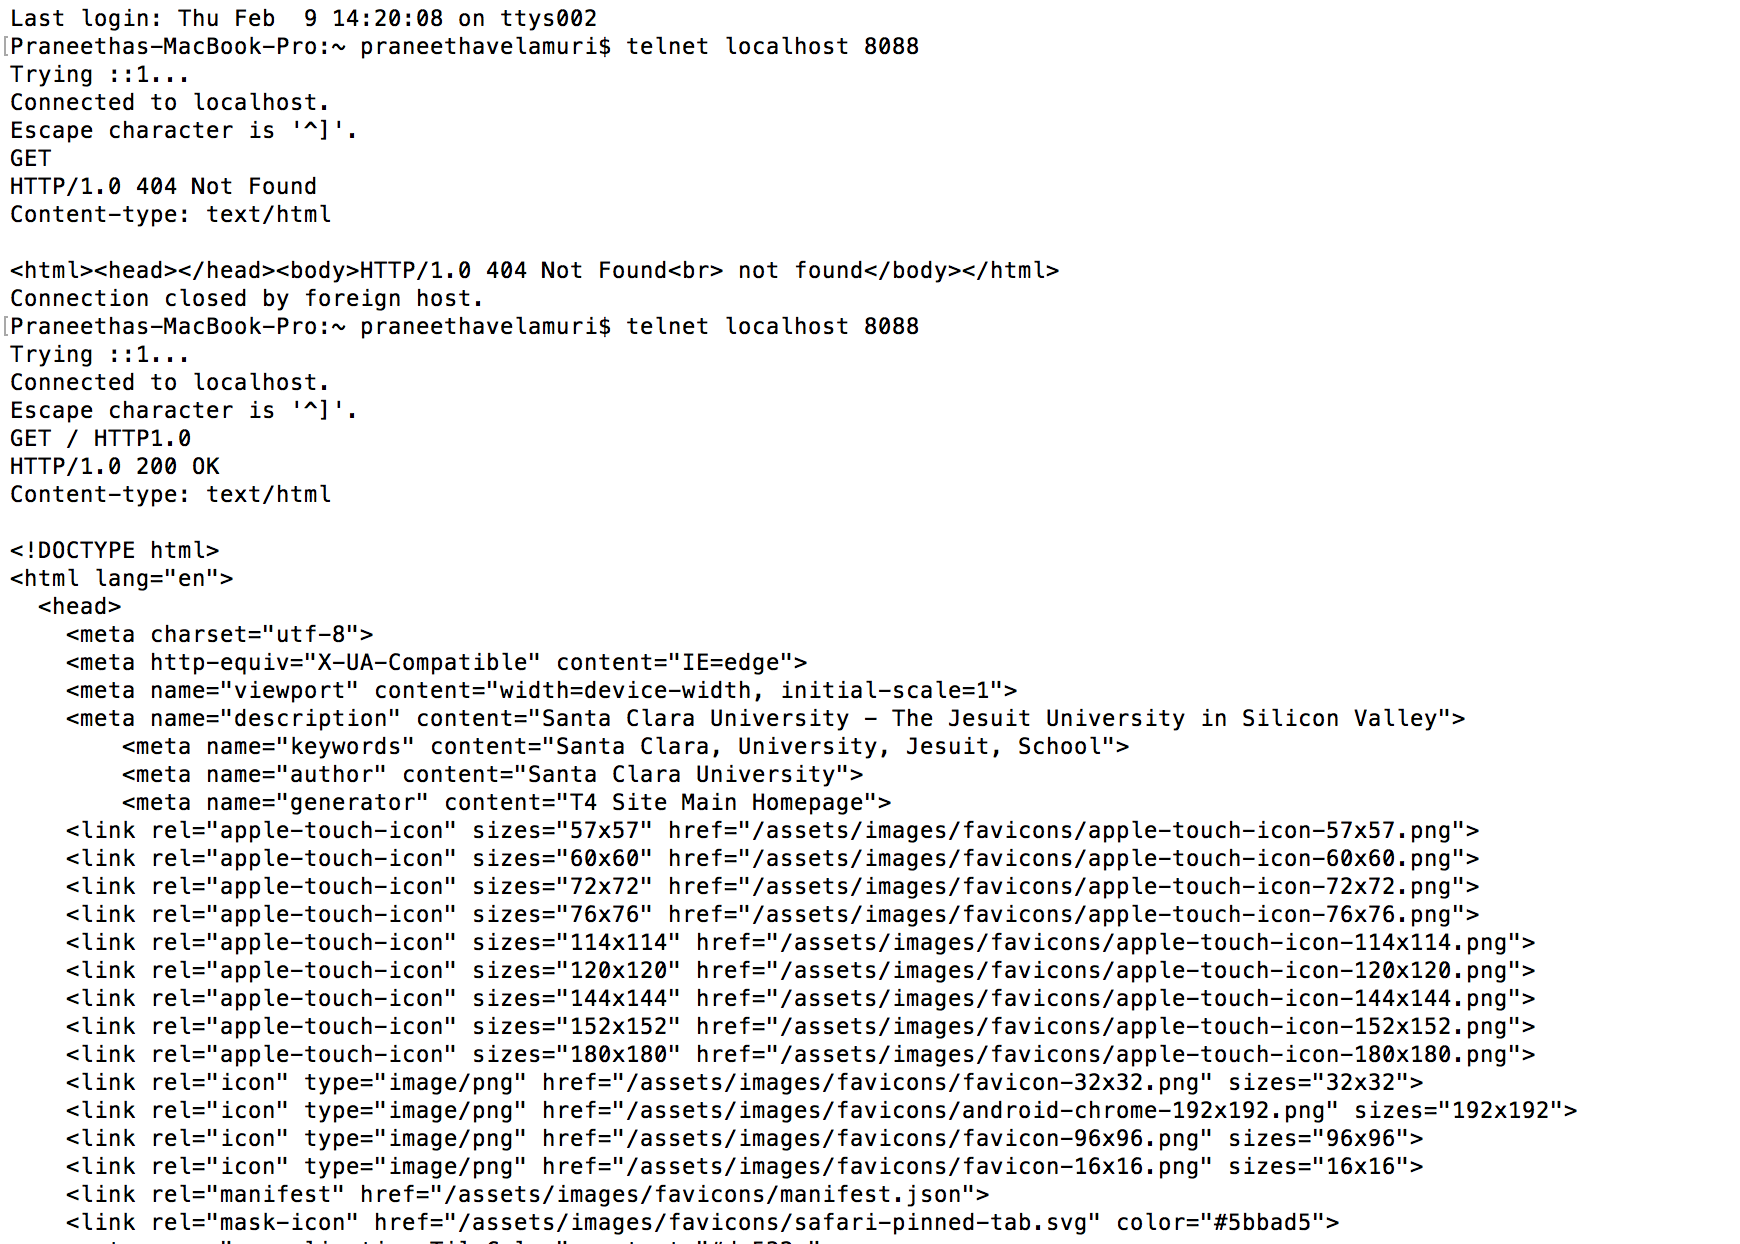 Last login: Thu Feb  9 14:20:08 on ttys002
[Praneethas-MacBook-Pro:~ praneethavelamuri$ telnet localhost 8088
Trying ::1...
Connected to localhost.
Escape character is '^]'.
GET
HTTP/1.0 404 Not Found
Content-type: text/html

<html><head></head><body>HTTP/1.0 404 Not Found<br> not found</body></html>
Connection closed by foreign host.
[Praneethas-MacBook-Pro:~ praneethavelamuri$ telnet localhost 8088
Trying ::1...
Connected to localhost.
Escape character is '^]'.
GET / HTTP1.0
HTTP/1.0 200 OK
Content-type: text/html

<!DOCTYPE html>
<html lang="en">
  <head>
    <meta charset="utf-8">
    <meta http-equiv="X-UA-Compatible" content="IE=edge">
    <meta name="viewport" content="width=device-width, initial-scale=1">
    <meta name="description" content="Santa Clara University - The Jesuit University in Silicon Valley">
        <meta name="keywords" content="Santa Clara, University, Jesuit, School">
        <meta name="author" content="Santa Clara University">
        <meta name="generator" content="T4 Site Main Homepage">
    <link rel="apple-touch-icon" sizes="57x57" href="/assets/images/favicons/apple-touch-icon-57x57.png">
    <link rel="apple-touch-icon" sizes="60x60" href="/assets/images/favicons/apple-touch-icon-60x60.png">
    <link rel="apple-touch-icon" sizes="72x72" href="/assets/images/favicons/apple-touch-icon-72x72.png">
    <link rel="apple-touch-icon" sizes="76x76" href="/assets/images/favicons/apple-touch-icon-76x76.png">
    <link rel="apple-touch-icon" sizes="114x114" href="/assets/images/favicons/apple-touch-icon-114x114.png">
    <link rel="apple-touch-icon" sizes="120x120" href="/assets/images/favicons/apple-touch-icon-120x120.png">
    <link rel="apple-touch-icon" sizes="144x144" href="/assets/images/favicons/apple-touch-icon-144x144.png">
    <link rel="apple-touch-icon" sizes="152x152" href="/assets/images/favicons/apple-touch-icon-152x152.png">
    <link rel="apple-touch-icon" sizes="180x180" href="/assets/images/favicons/apple-touch-icon-180x180.png">
    <link rel="icon" type="image/png" href="/assets/images/favicons/favicon-32x32.png" sizes="32x32">
    <link rel="icon" type="image/png" href="/assets/images/favicons/android-chrome-192x192.png" sizes="192x192">
    <link rel="icon" type="image/png" href="/assets/images/favicons/favicon-96x96.png" sizes="96x96">
    <link rel="icon" type="image/png" href="/assets/images/favicons/favicon-16x16.png" sizes="16x16">
    <link rel="manifest" href="/assets/images/favicons/manifest.json">
    <link rel="mask-icon" href="/assets/images/favicons/safari-pinned-tab.svg" color="#5bbad5">